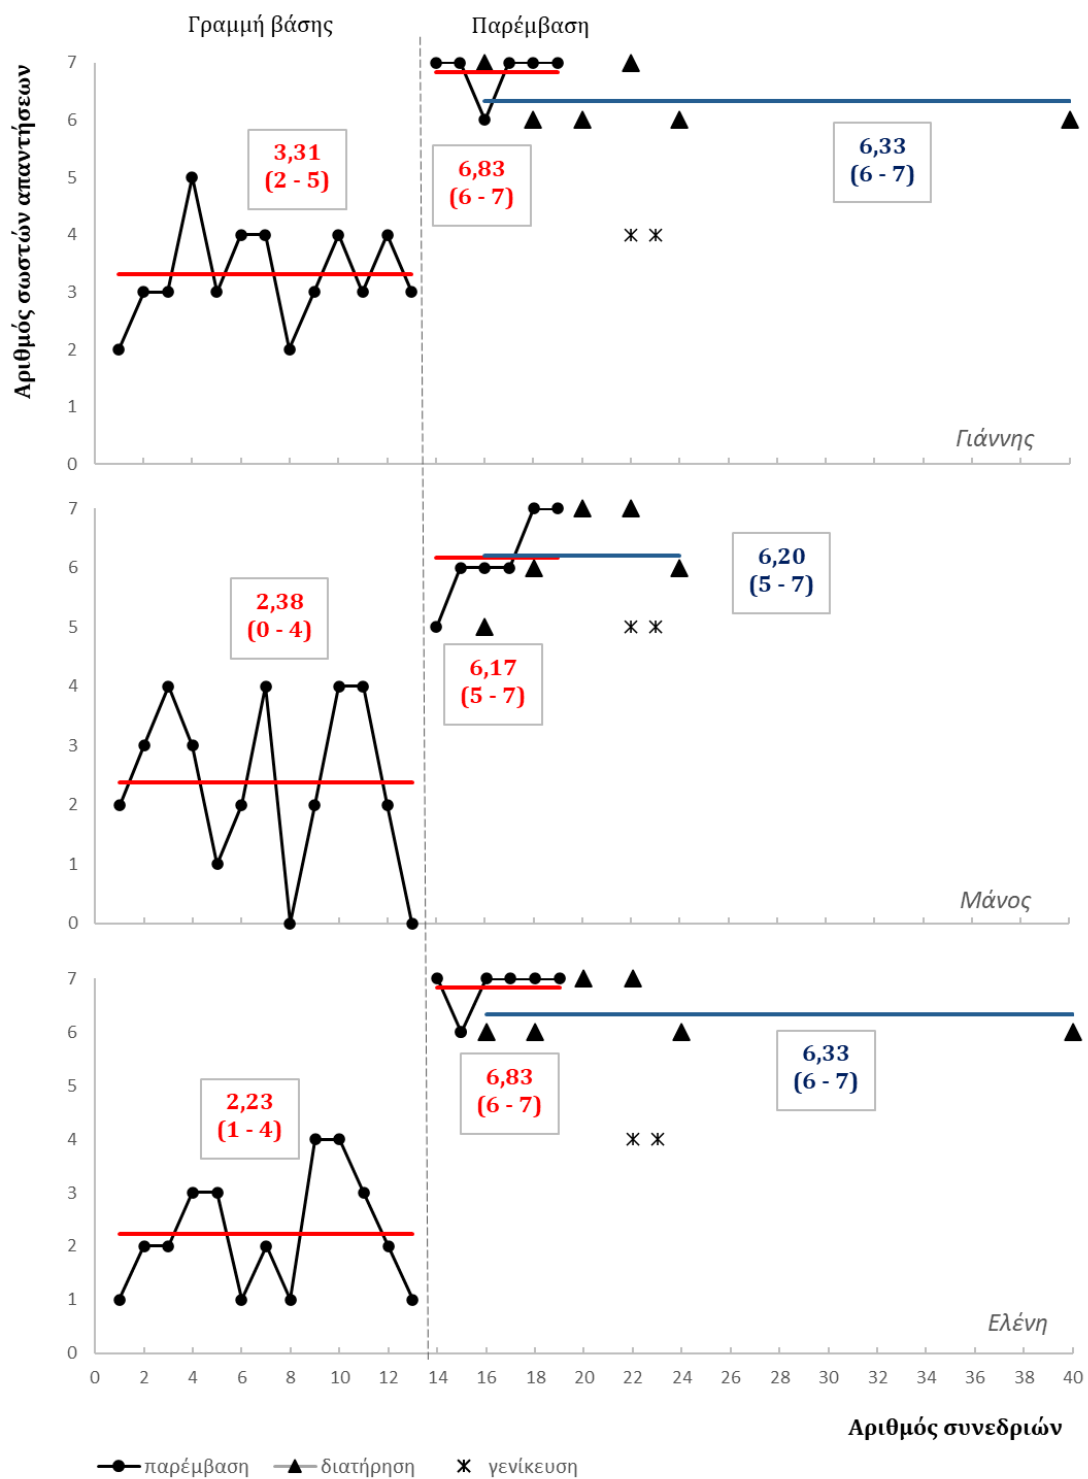 Γραμμή βάσης
Παρέμβαση
Αριθμός σωστών απαντήσεων
7
6
5
4
3
2
1
0
3,31
(2 - 5)
6,83
(6 - 7)
6,33
(6 - 7)
Γιάννης
7
6
5
4
3
2
1
0
2,38
(0 - 4)
6,17
(5 - 7)
6,20
(5 - 7)
Μάνος
7
6
5
4
3
2
1
0
2,23
(1 - 4)
6,83
(6 - 7)
6,33
(6 - 7)
Ελένη
0 2 4 6 8 10 12 14 16 18 20 22 24 26 28 30 32 34 36 38 40
Αριθμός συνεδριών
παρέμβαση διατήρηση γενίκευση